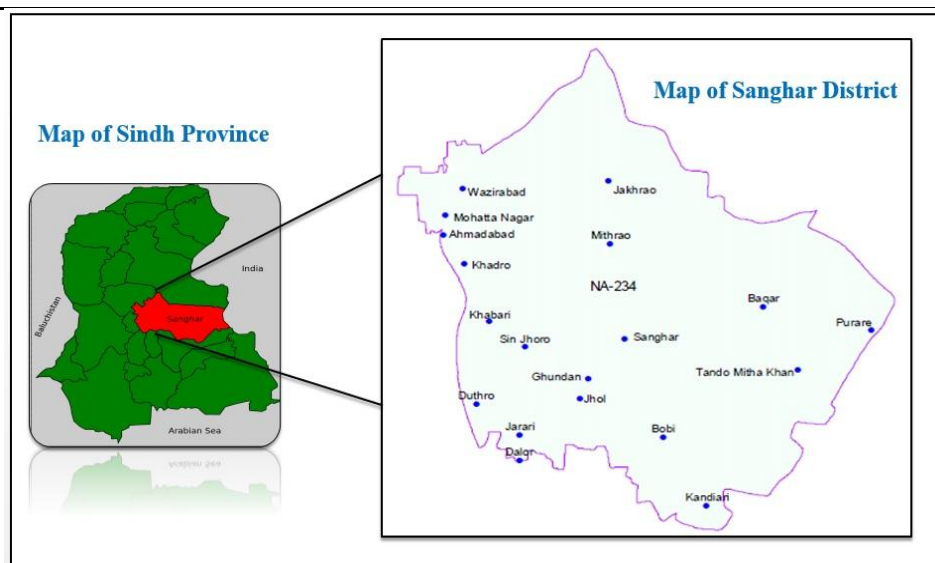 Map of Sindh Province
India
Baluchistan
Sanghar
Arabian Sea
Map of Sanghar District
Wazirabad
Jakhrao
Mohatta Nagar
Ahmadabad
Mithrao
Khadro
NA-234
Baqar
Khabari
Purare
Sin Jhoro
Sanghar
Tando Mitha Khan
Ghundan
Duthro
Jhol
Jarari
Bobi
Dalor
Kandiari